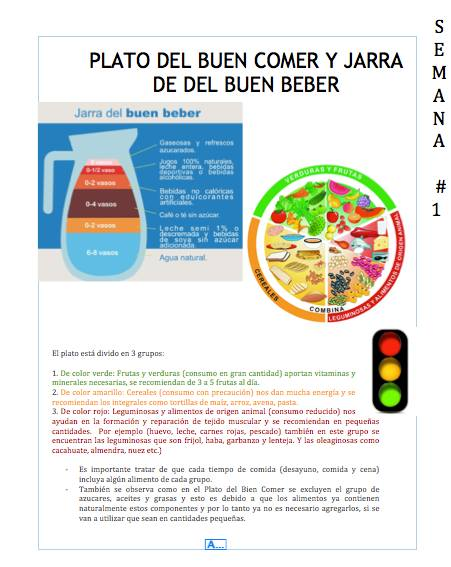 SEMANA #1
PLATO DEL BUEN COMER Y JARRA
DE DEL BUEN BEBER
Jarra del buen beber
0 vasos
0-1/2 vaso
0-2 vasos
0-4 vasos
0-2 vasos
6-8 vasos
Gaseosas y refrescos
azucarados.
Jugos 100% naturales,
leche entera, bebidas
deportivas o bebidas
alcohólicas.
Bebidas no calóricas
con edulcorantes
artificiales.
Café o té sin azúcar.
Leche semi 1% o
descremada y bebidas
de soya sin azúcar
adicionada
Agua natural.
VERDURAS Y FRUTAS
CEREALES
COMBINA
LEGUMINOSAS Y ALIMENTOS DE ORIGEN ANIMAL
El plato está divido en 3 grupos:
1. De color verde: Frutas y verduras (consumo en gran cantidad) aportan vitaminas y
minerales necesarias, se recomiendan de 3 a 5 frutas al día.
2. De color amarillo: Cereales (consumo con precaución) nos dan mucha energía y se
recomiendan los integrales como tortillas de maíz, arroz, avena, pasta.
3. De color rojo: Leguminosas y alimentos de origen animal (consumo reducido) nos
ayudan en la formación y reparación de tejido muscular y se recomiendan en pequeñas
cantidades. Por ejemplo (huevo, leche, carnes rojas, pescado) también en este grupo se
encuentran las leguminosas que son frijol, haba, garbanzo y lenteja. Y las oleaginosas como
cacahuate, almendra, nuez etc.)
- Es importante tratar de que cada tiempo de comida (desayuno, comida y cena)
incluya algún alimento de cada grupo.
- También se observa como en el Plato del Bien Comer se excluyen el grupo de
azucares, aceites y grasas y esto es debido a que los alimentos ya contienen
naturalmente estos componentes y por lo tanto ya no es necesario agregarlos, si se
van a utilizar que sean en cantidades pequeñas.
A...